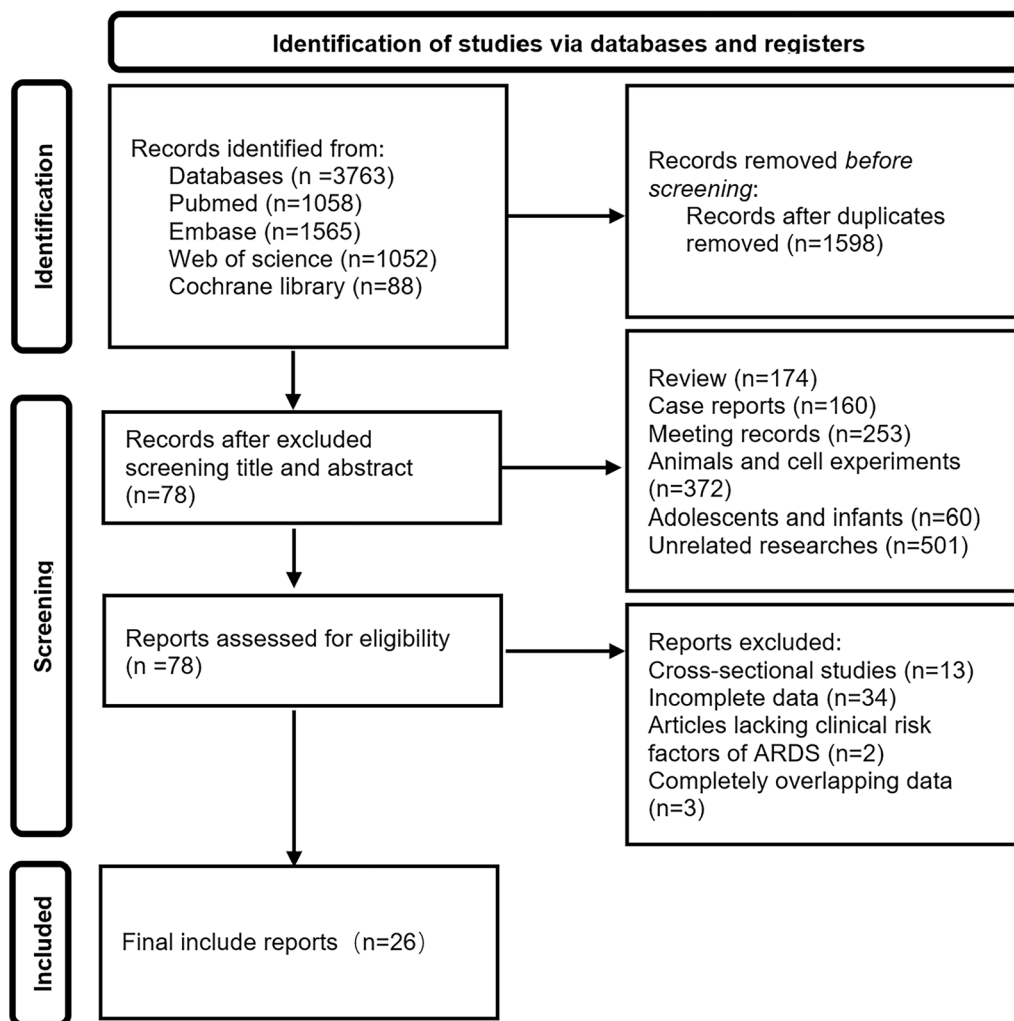 Identification of studies via databases and registers
Identification
Records identified from:
Databases (n =3763)
Pubmed (n=1058)
Embase (n=1565)
Web of science (n=1052)
Cochrane library (n=88)
Records removed before
screening:
Records after duplicates
removed (n=1598)
Screening
Records after excluded
screening title and abstract
(n=78)
Review (n=174)
Case reports (n=160)
Meeting records (n=253)
Animals and cell experiments
(n=372)
Adolescents and infants (n=60)
Unrelated researches (n=501)
Reports assessed for eligibility
(n =78)
Reports excluded:
Cross-sectional studies (n=13)
Incomplete data (n=34)
Articles lacking clinical risk
factors of ARDS (n=2)
Completely overlapping data
(n=3)
Included
Final include reports（n=26）